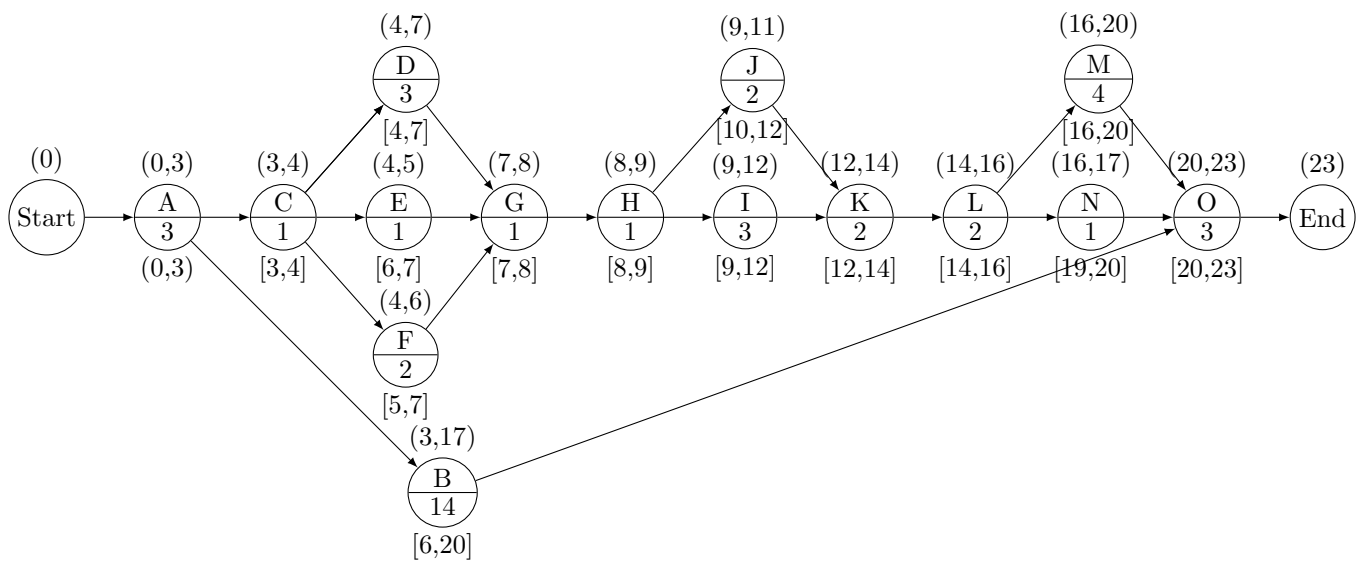 (4,7)
D
3
[4,7]
(9,11)
J
2
[10,12]
(16,20)
M
4
[16,20]
(0)
Start
(0,3)
A
3
(0,3)
(3,4)
C
1
[3,4]
(4,5)
E
1
[6,7]
(7,8)
G
1
[7,8]
(8,9)
H
1
[8,9]
(9,12)
I
3
[9,12]
(12,14)
K
2
[12,14]
(14,16)
L
2
[14,16]
(16,17)
N
1
[19,20]
(20,23)
O
3
[20,23]
(23)
End
(4,6)
F
2
[5,7]
(3,17)
B
14
[6,20]